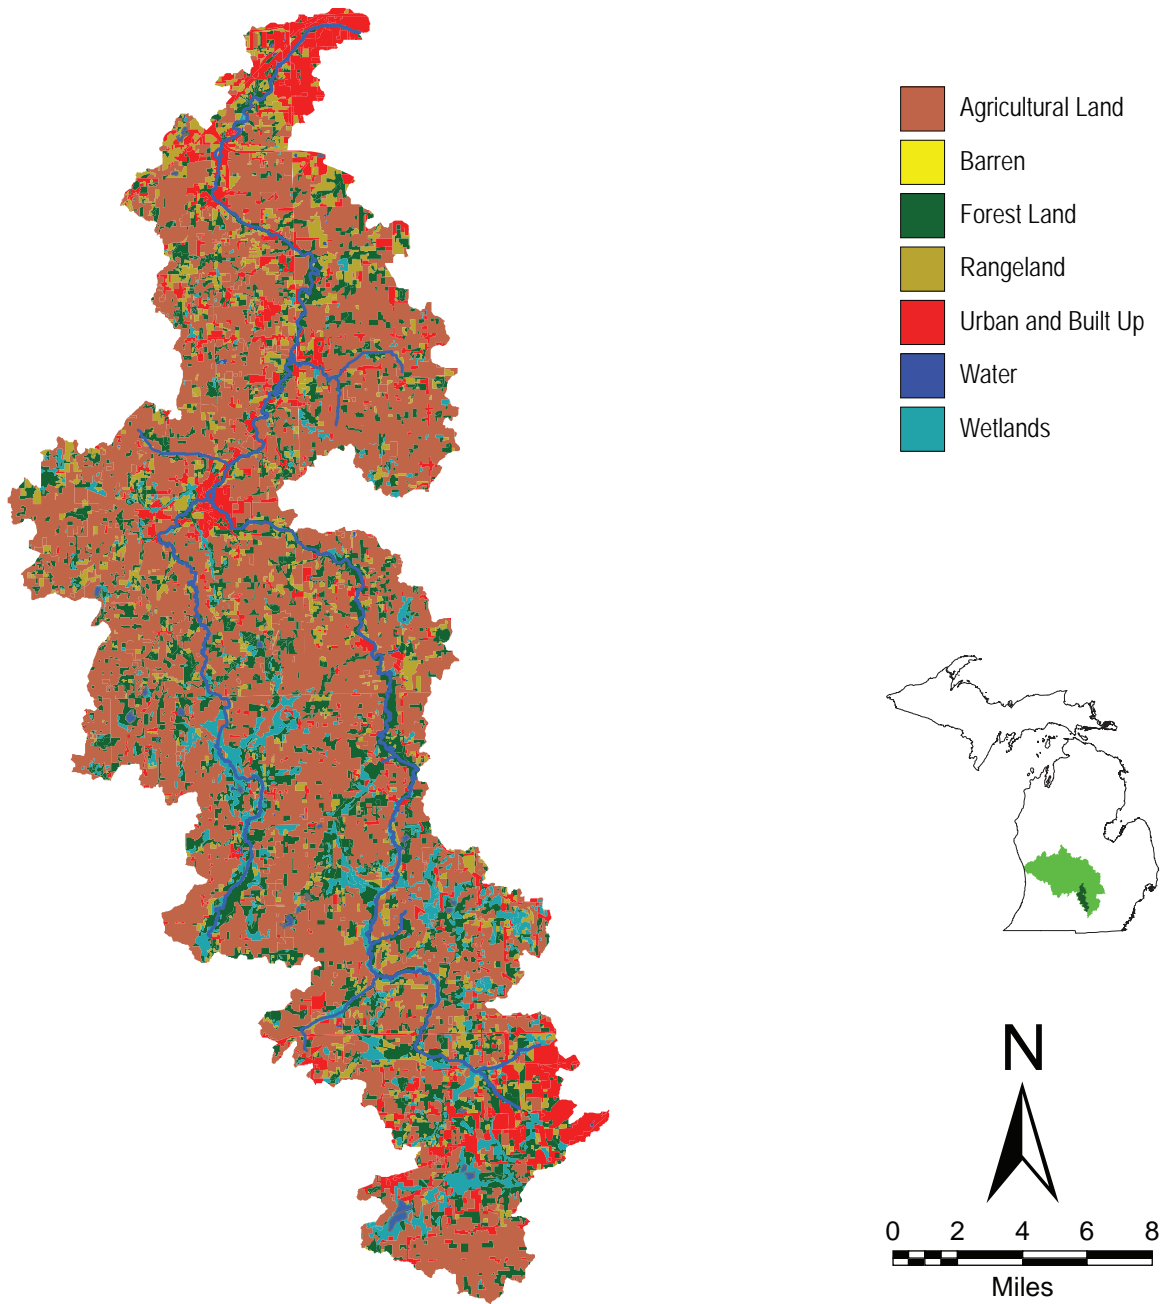 Agricultural Land
Barren
Forest Land
Rangeland
Urban and Built Up
Water
Wetlands
N
0 2 4 6 8
Miles